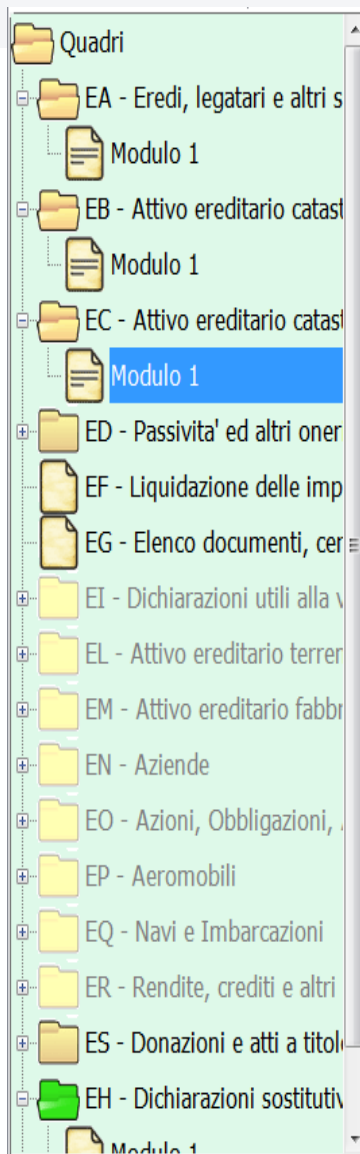 Quadri
EA - Eredi, legatari e altri s
Modulo 1
EB - Attivo ereditario catast
Modulo 1
EC - Attivo ereditario catast
Modulo 1
ED - Passivita' ed altri oner
EF - Liquidazione delle imp
EG - Elenco documenti, cer
EI - Dichiarazioni utili alla v
EL - Attivo ereditario terrer
EM - Attivo ereditario fabbr
EN - Aziende
EO - Azioni, Obbligazioni,
EP - Aeromobili
EQ - Navi e Imbarcazioni
ER - Rendite, crediti e altri
ES - Donazioni e atti a titol
EH - Dichiarazioni sostitutiv
Modulo 1